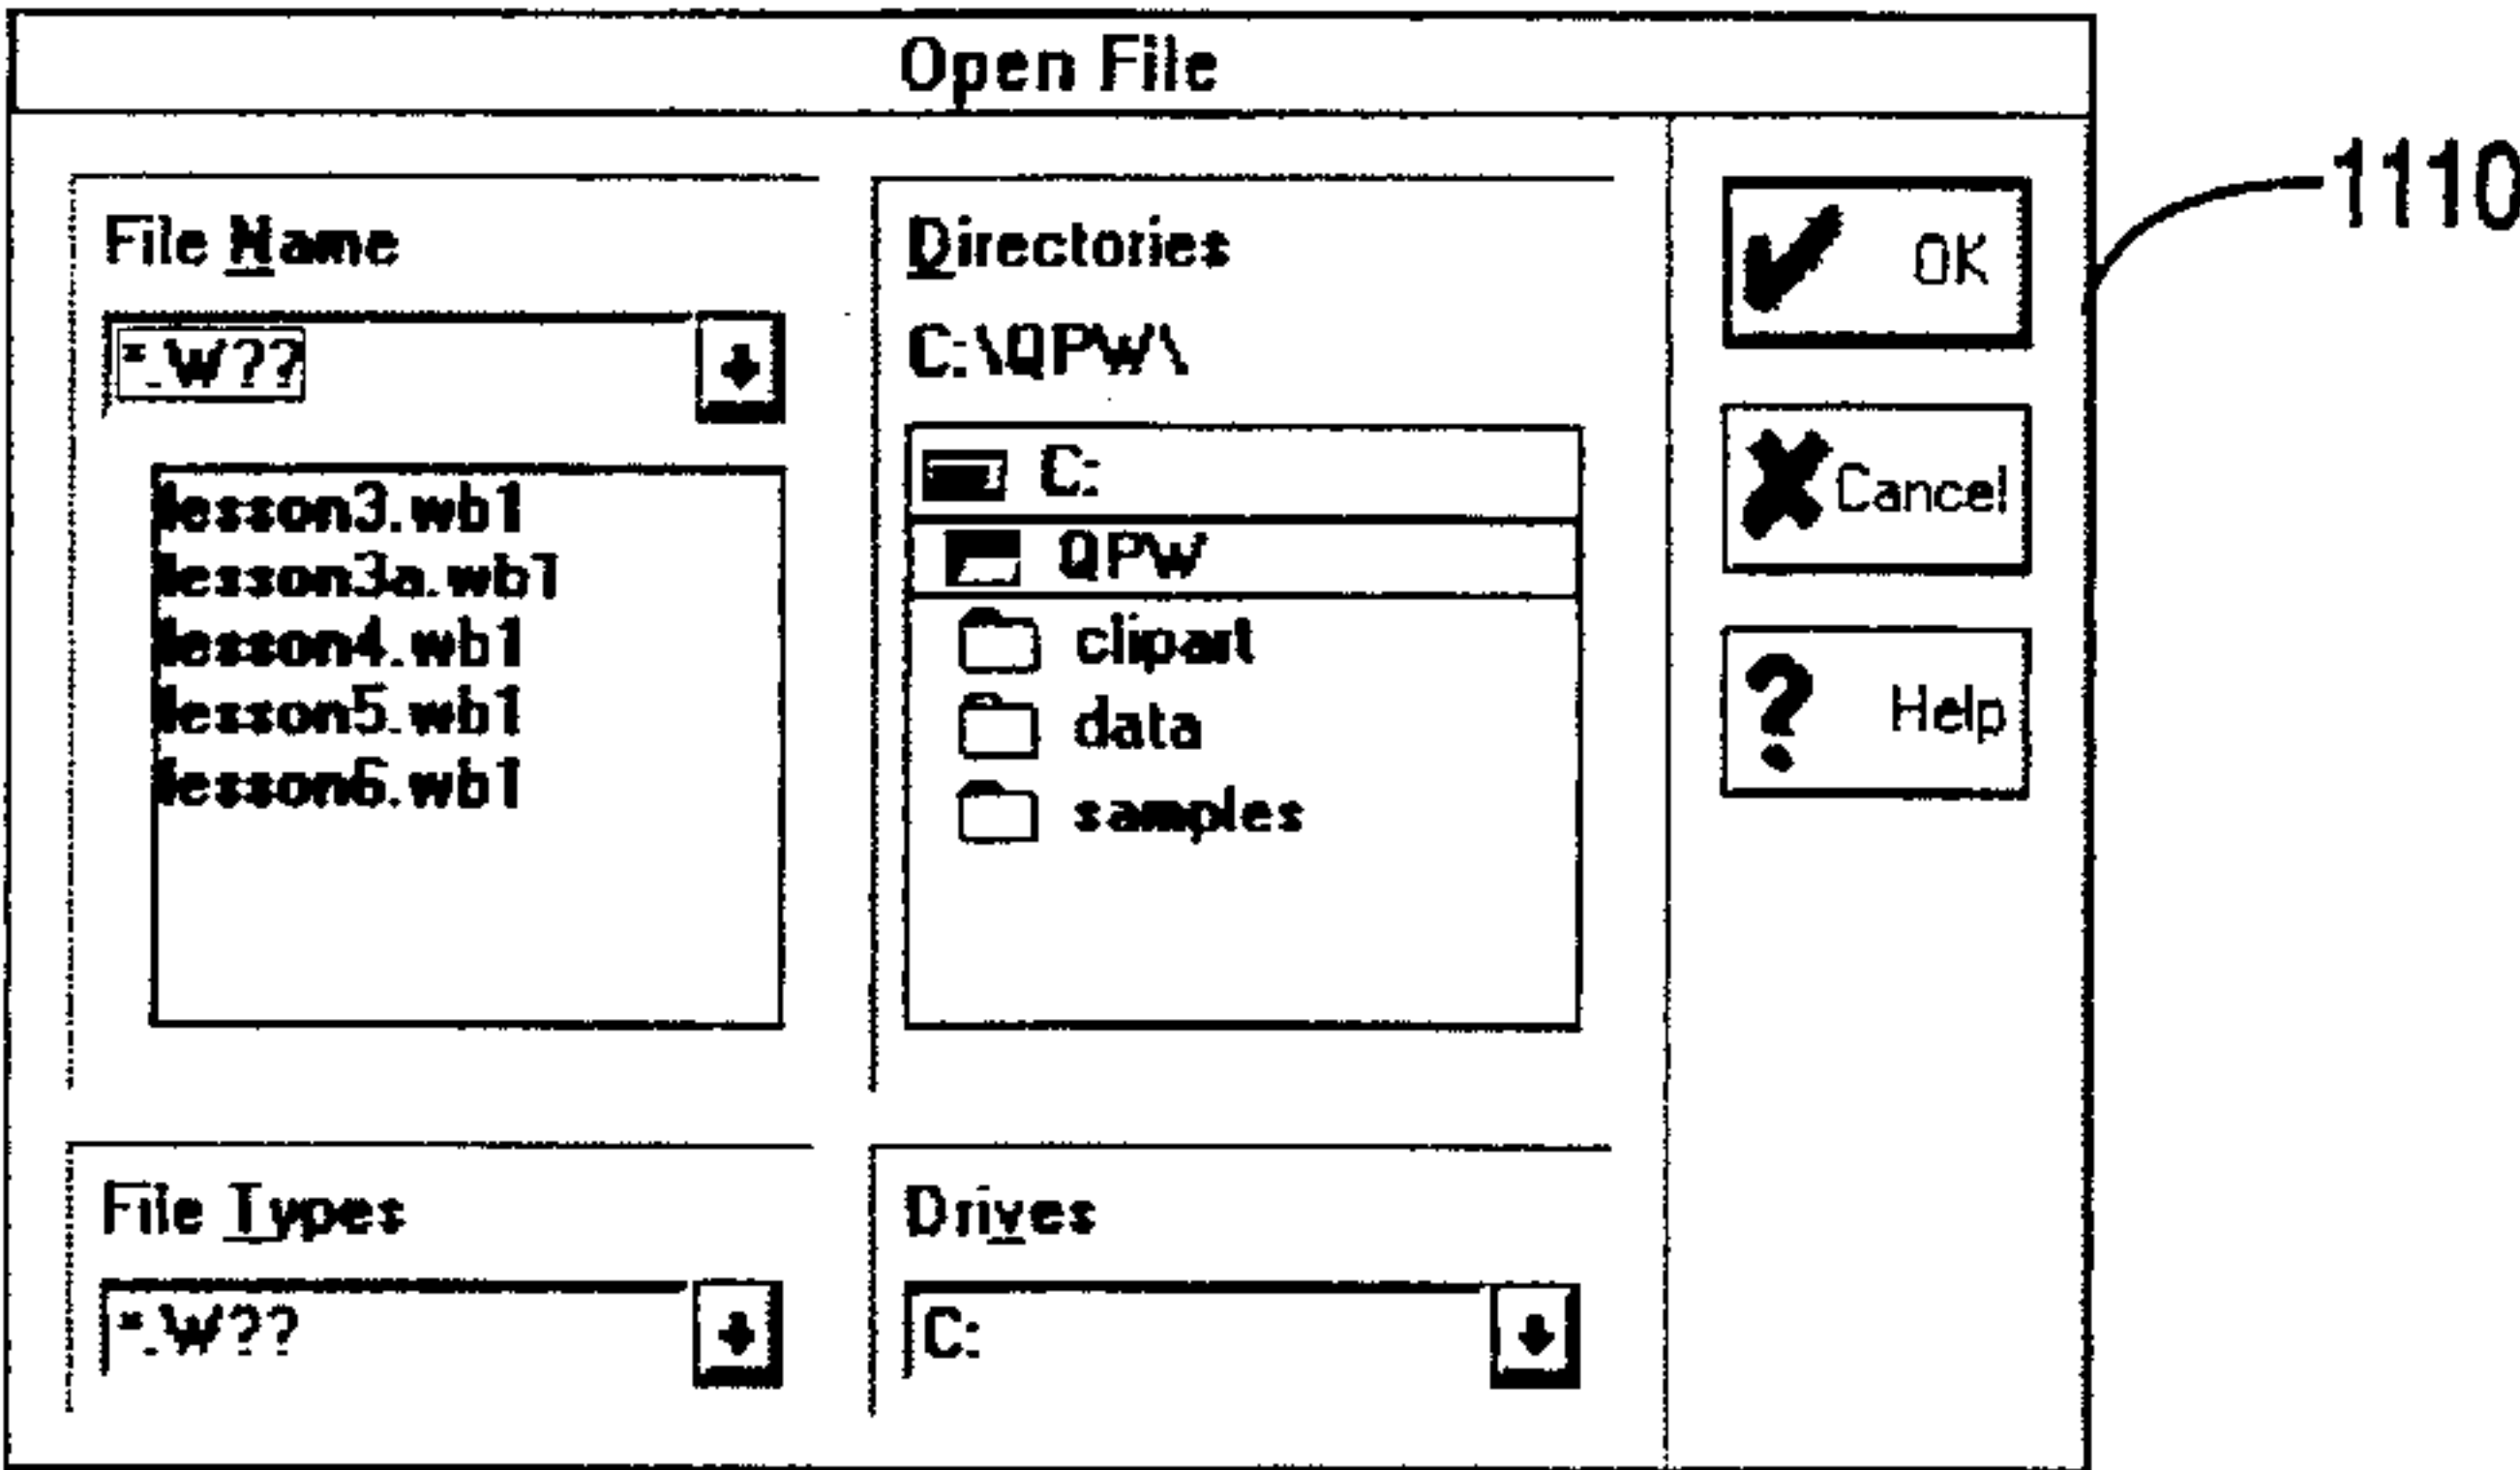 Open File
1110
File Name
*.W??
lesson3.wb1
lesson3a.wb1
lesson4.wb1
lesson5.wb1
lesson6.wb1
Directories
C:\QPW\
C:
QPW
clipart
data
samples
OK
Cancel
Help
File Types
*.W??
Drives
C: